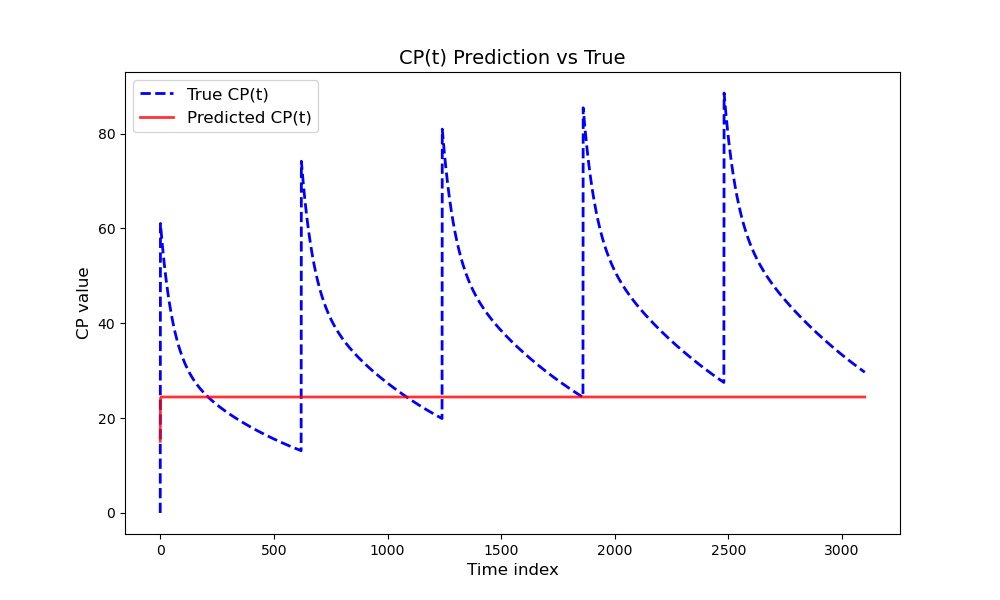 CP(t) Prediction vs True
True CP(t)
Predicted CP(t)
CP value
80
60
40
20
0
0 500 1000 1500 2000 2500 3000
Time index